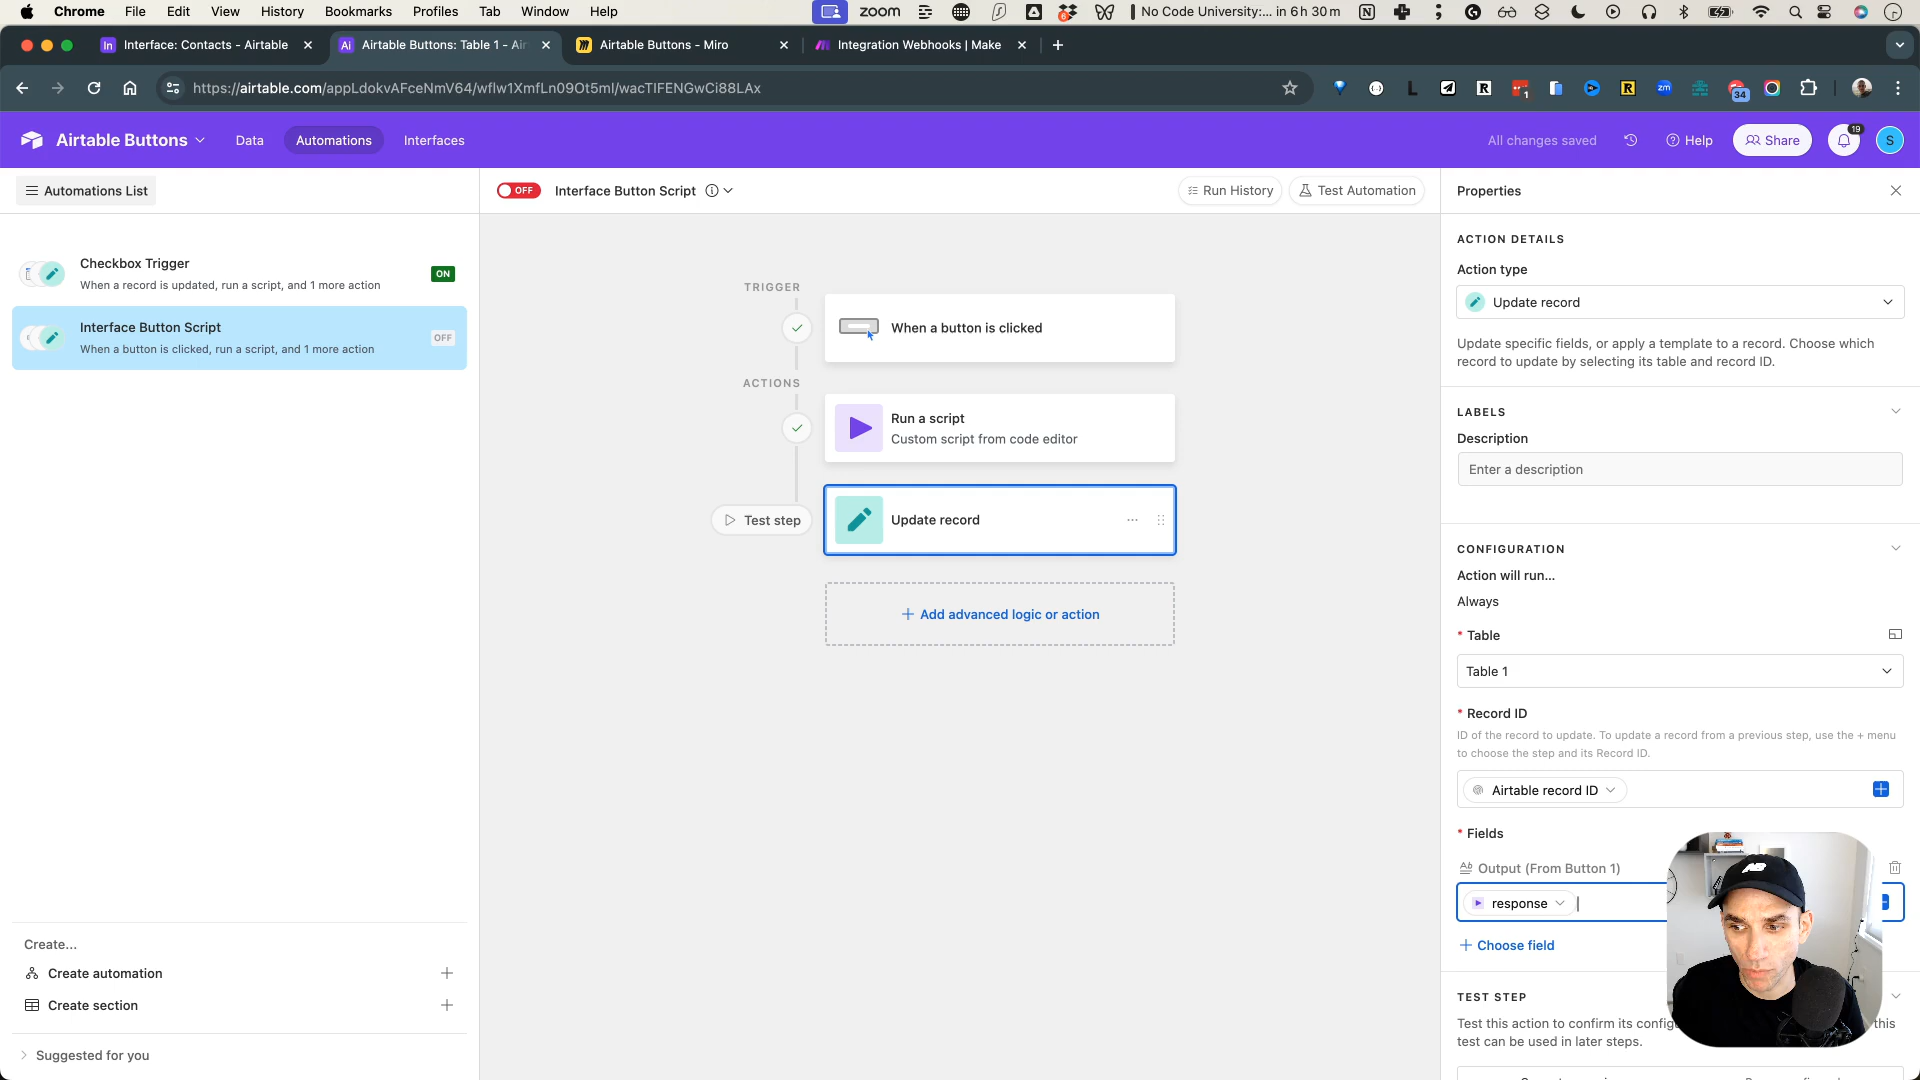 Chrome File Edit View History Bookmarks Profiles Tab Window Help zoom No Code University:... in 6 h 30 m
Interface: Contacts - Airtable Airtable Buttons: Table 1 - Air Airtable Buttons - Miro Integration Webhooks | Make
https://airtable.com/appLdokvAFceNmV64/wflw1XmfLn09Ot5ml/wacTIFENGwCi88LAx
Airtable Buttons Data Automations Interfaces All changes saved Help Share 19 S
Automations List OFF Interface Button Script Run History Test Automation Properties
Checkbox Trigger
When a record is updated, run a script, and 1 more action
ON
Interface Button Script
When a button is clicked, run a script, and 1 more action
OFF
Create...
Create automation
Create section
Suggested for you
TRIGGER
When a button is clicked
ACTIONS
Run a script
Custom script from code editor
Test step
Update record
Add advanced logic or action
ACTION DETAILS
Action type
Update record
Update specific fields, or apply a template to a record. Choose which
record to update by selecting its table and record ID.
LABELS
Description
Enter a description
CONFIGURATION
Action will run...
Always
* Table
Table 1
* Record ID
ID of the record to update. To update a record from a previous step, use the + menu
to choose the step and its Record ID.
Airtable record ID
* Fields
Output (From Button 1)
response
Choose field
TEST STEP
Test this action to confirm its config this
test can be used in later steps.